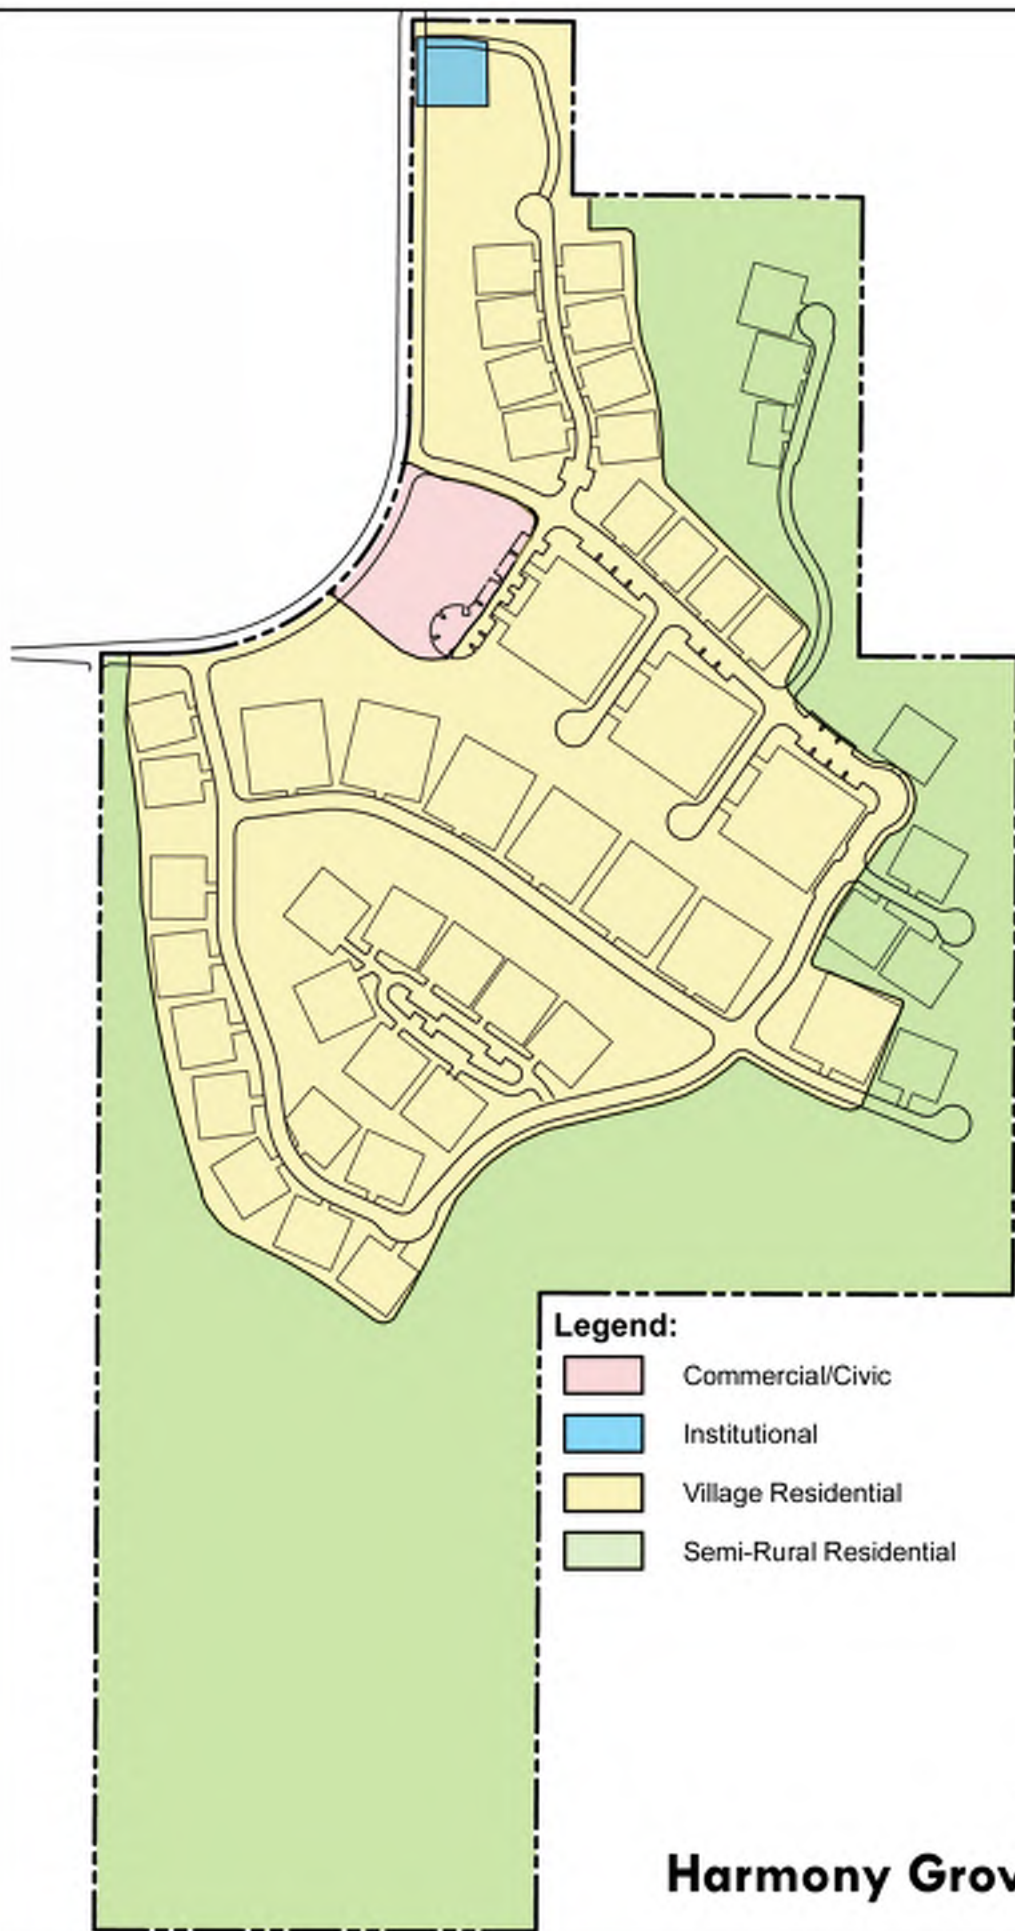 Legend:
Commercial/Civic
Institutional
Village Residential
Semi-Rural Residential
Harmony Grov